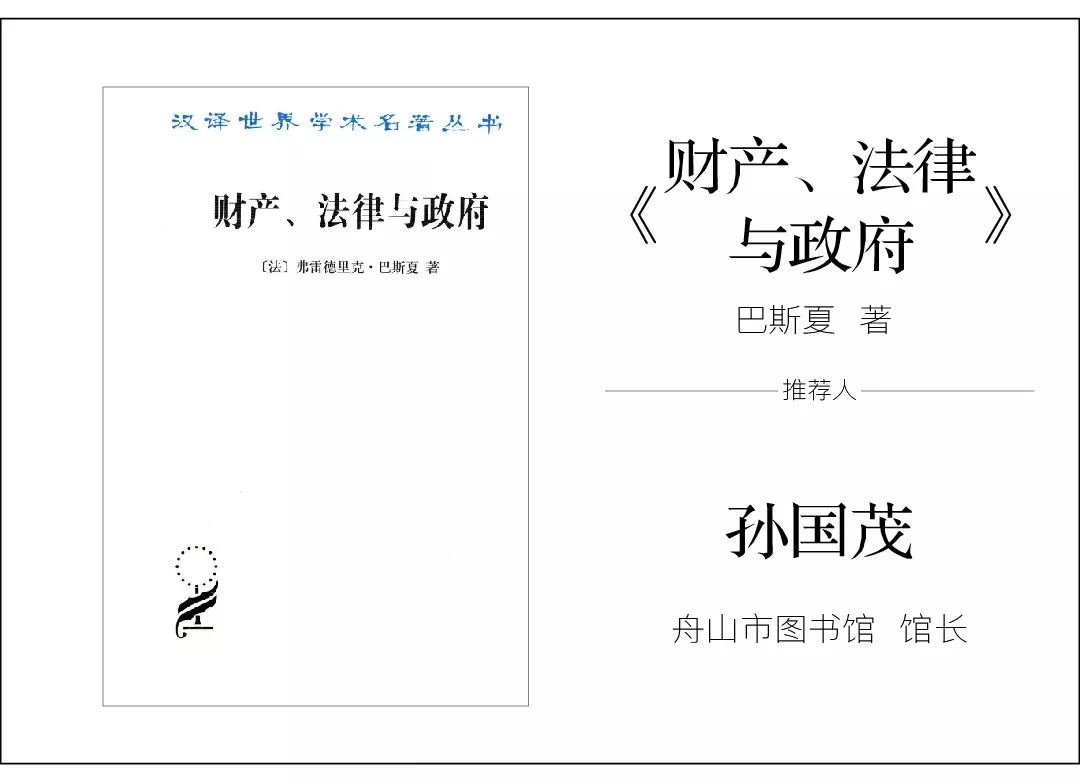 汉译世界学术名著丛书
财产、法律与政府
〔法〕弗雷德里克·巴斯夏 著
《财产、法律
与政府》
巴斯夏 著
推荐人
孙国茂
舟山市图书馆 馆长